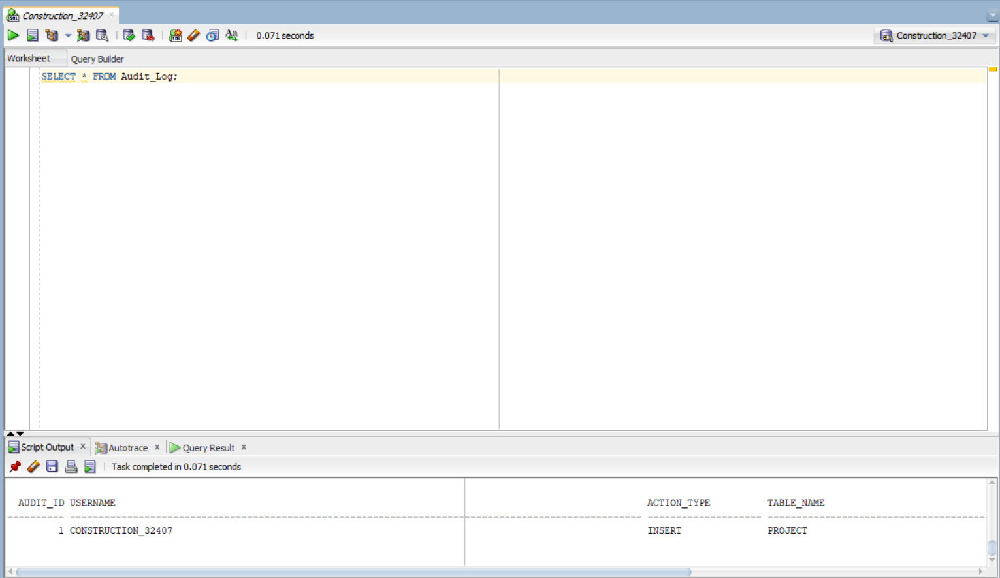 Construction_32407
0.071 seconds
Construction_32407
Worksheet
Query Builder
SELECT * FROM Audit_Log;
Script Output
Autotrace
Query Result
Task completed in 0.071 seconds
AUDIT_ID USERNAME ACTION_TYPE TABLE_NAME
1 CONSTRUCTION_32407 INSERT PROJECT